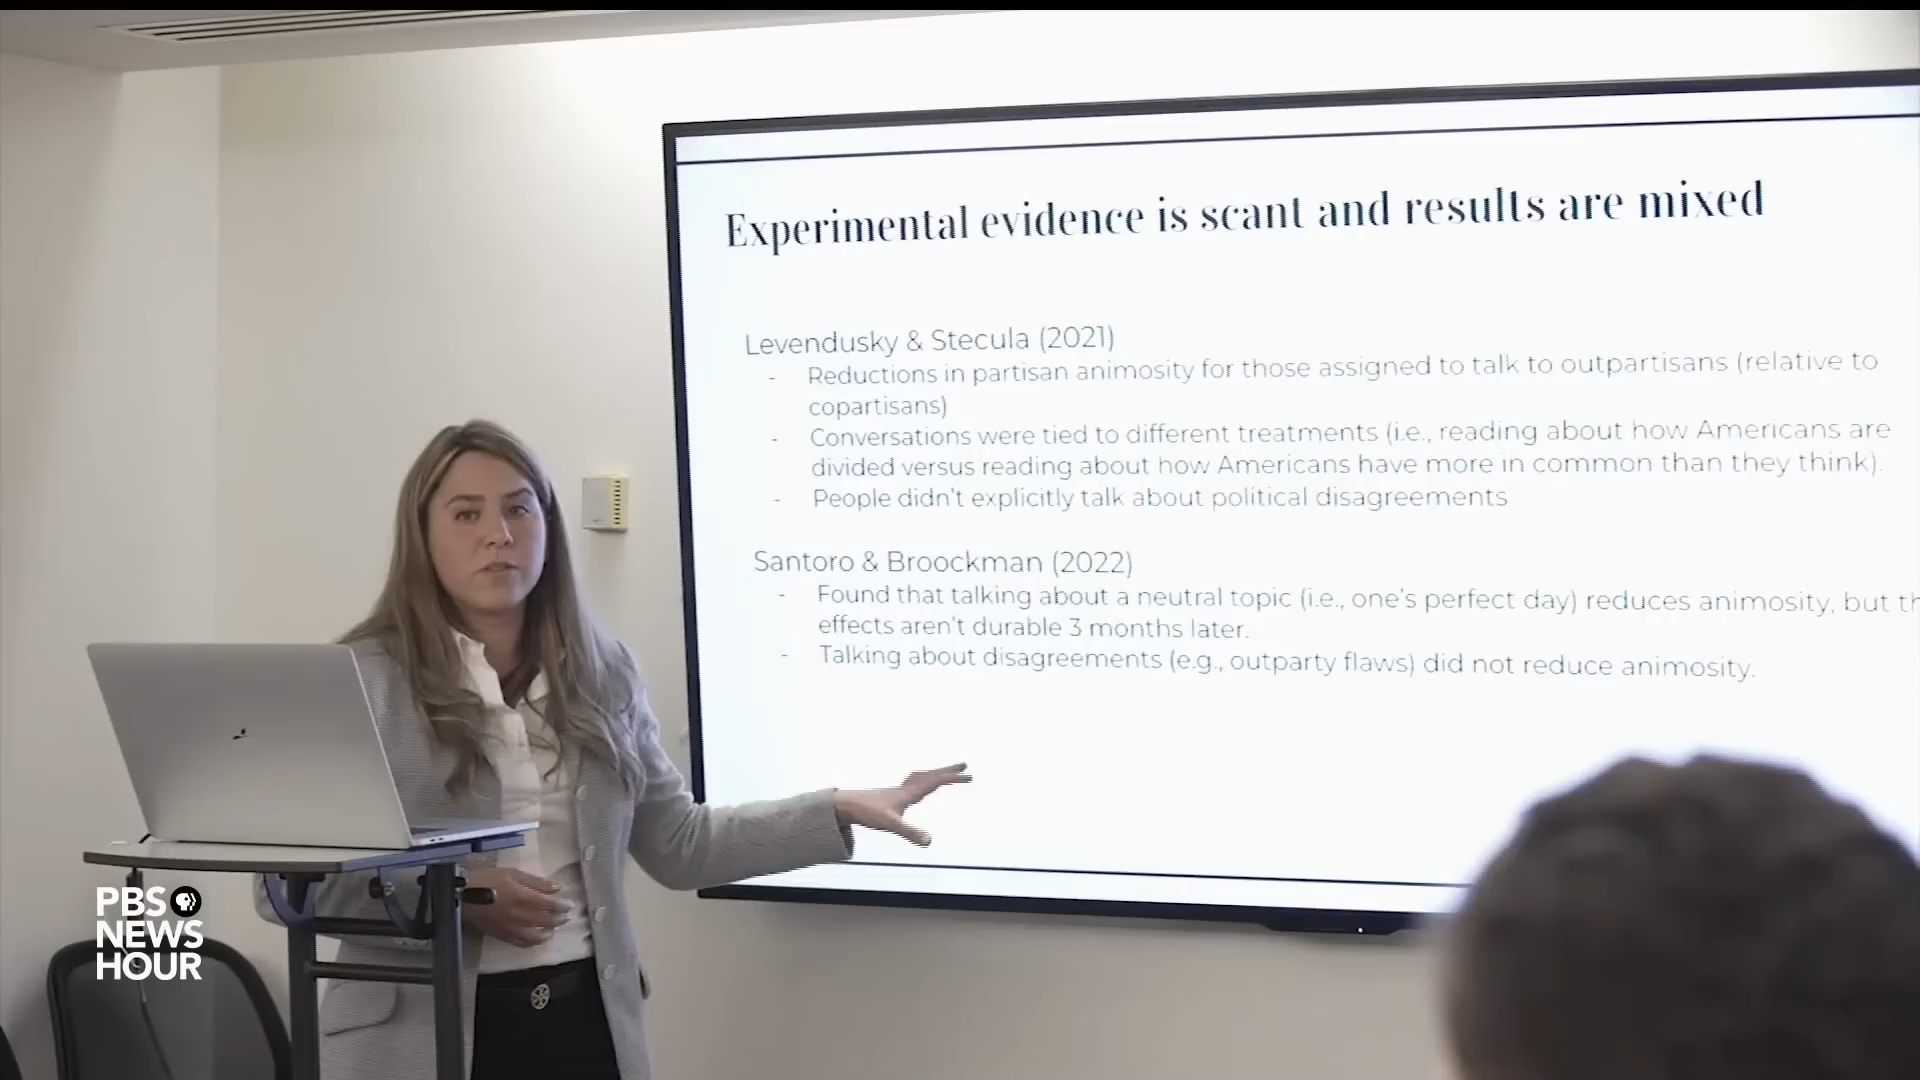 Experimental evidence is scant and results are mixed
Levendusky & Stecula (2021)
- Reductions in partisan animosity for those assigned to talk to outpartisans (relative to
copartisans)
- Conversations were tied to different treatments (i.e., reading about how Americans are
divided versus reading about how Americans have more in common than they think).
- People didn't explicitly talk about political disagreements
Santoro & Broockman (2022)
- Found that talking about a neutral topic (i.e., one's perfect day) reduces animosity, but
effects aren't durable 3 months later.
- Talking about disagreements (e.g., outparty flaws) did not reduce animosity.
PBS
NEWS
HOUR